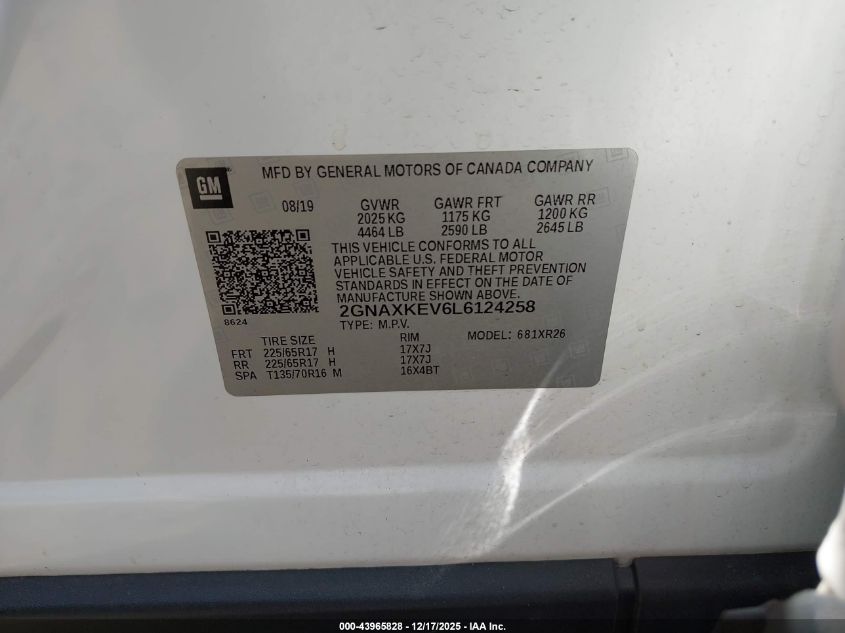 GM
MFD BY GENERAL MOTORS OF CANADA COMPANY
08/19 GVWR GAWR FRT GAWR RR
2025 KG 1175 KG 1200 KG
4464 LB 2590 LB 2645 LB
THIS VEHICLE CONFORMS TO ALL
APPLICABLE U.S. FEDERAL MOTOR
VEHICLE SAFETY AND THEFT PREVENTION
STANDARDS IN EFFECT ON THE DATE OF
MANUFACTURE SHOWN ABOVE.
8624
2GNAXKEV6L6124258
TYPE: M.P.V. MODEL: 681XR26
TIRE SIZE RIM
FRT 225/65R17 H 17X7J
RR 225/65R17 H 17X7J
SPA T135/70R16 M 16X4BT
000-43965828 - 12/17/2025 - IAA Inc.